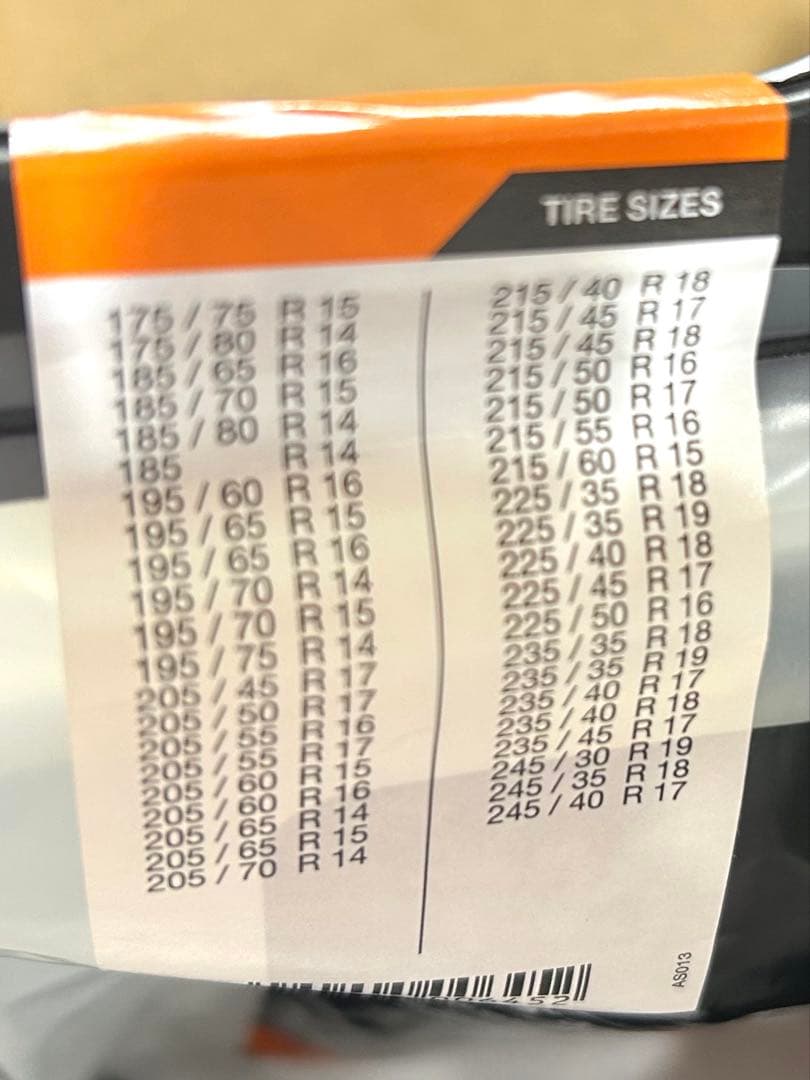 TIRE SIZES
175 / 75 R 15
175 / 80 R 14
185 / 65 R 16
185 / 70 R 15
185 / 80 R 14
185 R 14
195 / 60 R 16
195 / 65 R 15
195 / 65 R 16
195 / 70 R 14
195 / 70 R 15
195 / 75 R 14
205 / 45 R 17
205 / 50 R 17
205 / 55 R 16
205 / 55 R 17
205 / 60 R 15
205 / 60 R 16
205 / 65 R 14
205 / 65 R 15
205 / 70 R 14
215 / 40 R 18
215 / 45 R 17
215 / 45 R 18
215 / 50 R 16
215 / 50 R 17
215 / 55 R 16
215 / 60 R 15
225 / 35 R 18
225 / 35 R 19
225 / 40 R 18
225 / 45 R 17
225 / 50 R 16
235 / 35 R 18
235 / 35 R 19
235 / 40 R 17
235 / 40 R 18
235 / 45 R 17
245 / 30 R 19
245 / 35 R 18
245 / 40 R 17
AS013